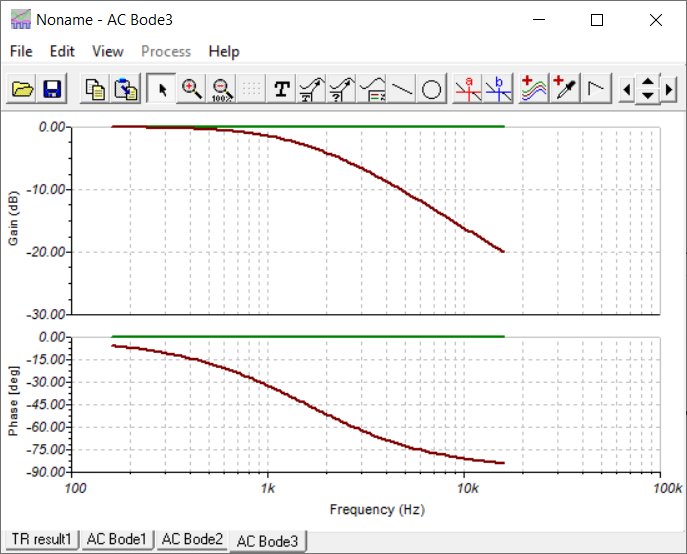 Noname - AC Bode3
File Edit View Process Help
100%
T
T
?
a
b
0.00
-10.00
-20.00
-30.00
Gain (dB)
0.00
-15.00
-30.00
-45.00
-60.00
-75.00
-90.00
Phase [deg]
100 1k 10k 100k
Frequency (Hz)
TR result1 AC Bode1 AC Bode2 AC Bode3